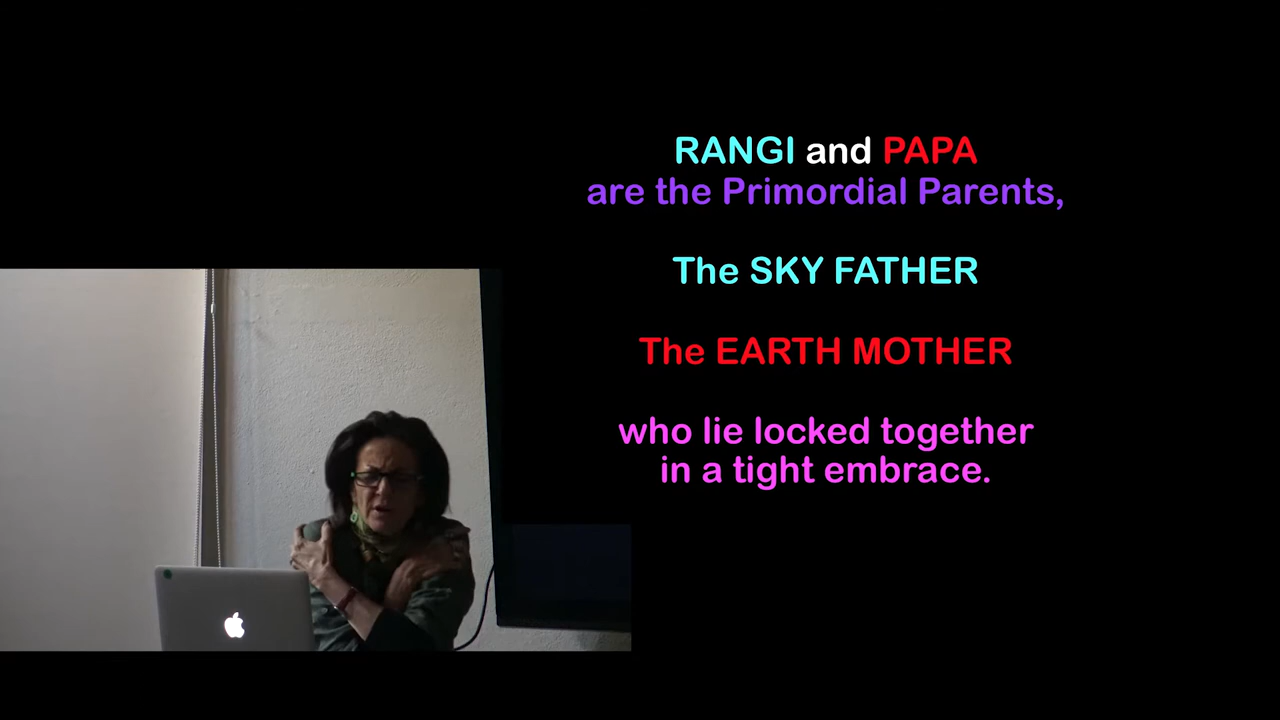 RANGI and PAPA
are the Primordial Parents,
The SKY FATHER
The EARTH MOTHER
who lie locked together
in a tight embrace.